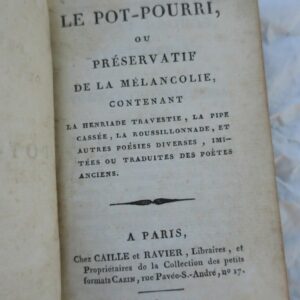 LE POT-POURRI,
OU
PRÉSERVATIF
DE LA MÉLANCOLIE,
CONTENANT
LA HENRIADE TRAVESTIE, LA PIPE
CASSÉE, LA ROUSSILLONNADE, ET
AUTRES POÉSIES DIVERSES, IMI-
TÉES OU TRADUITES DES POÈTES
ANCIENS.
A PARIS,
Chez CAILLE et RAVIER, Libraires, et
Propriétaires de la Collection des petits
formats CAZIN, rue Pavée-S.-André, nº 17.